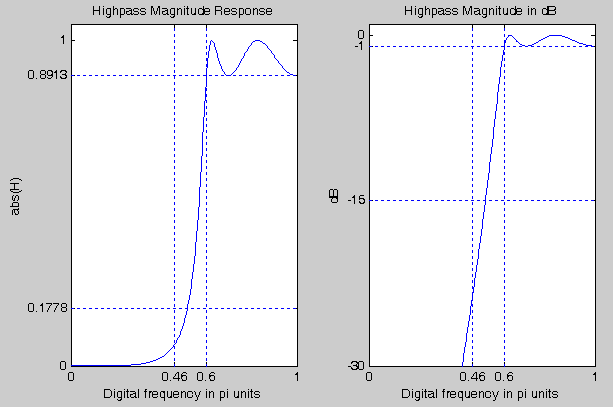 Highpass Magnitude Response
1
0.8913
abs(H)
0.1778
0
0 0.46 0.6 1
Digital frequency in pi units
Highpass Magnitude in dB
0
-1
dB
-15
-30
0 0.46 0.6 1
Digital frequency in pi units